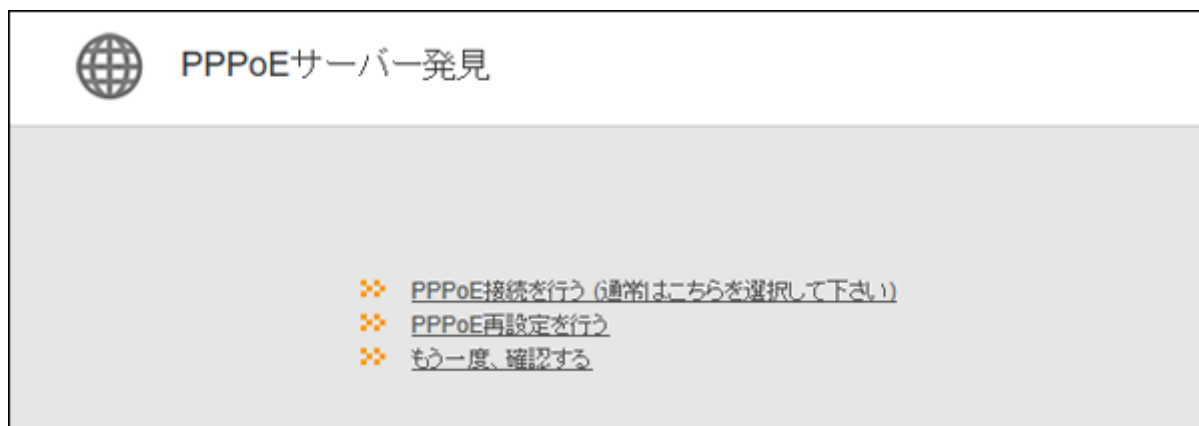 PPPoEサーバー発見
PPPoE接続を行う (通常はこちらを選択して下さい)
PPPoE再設定を行う
もう一度、確認する